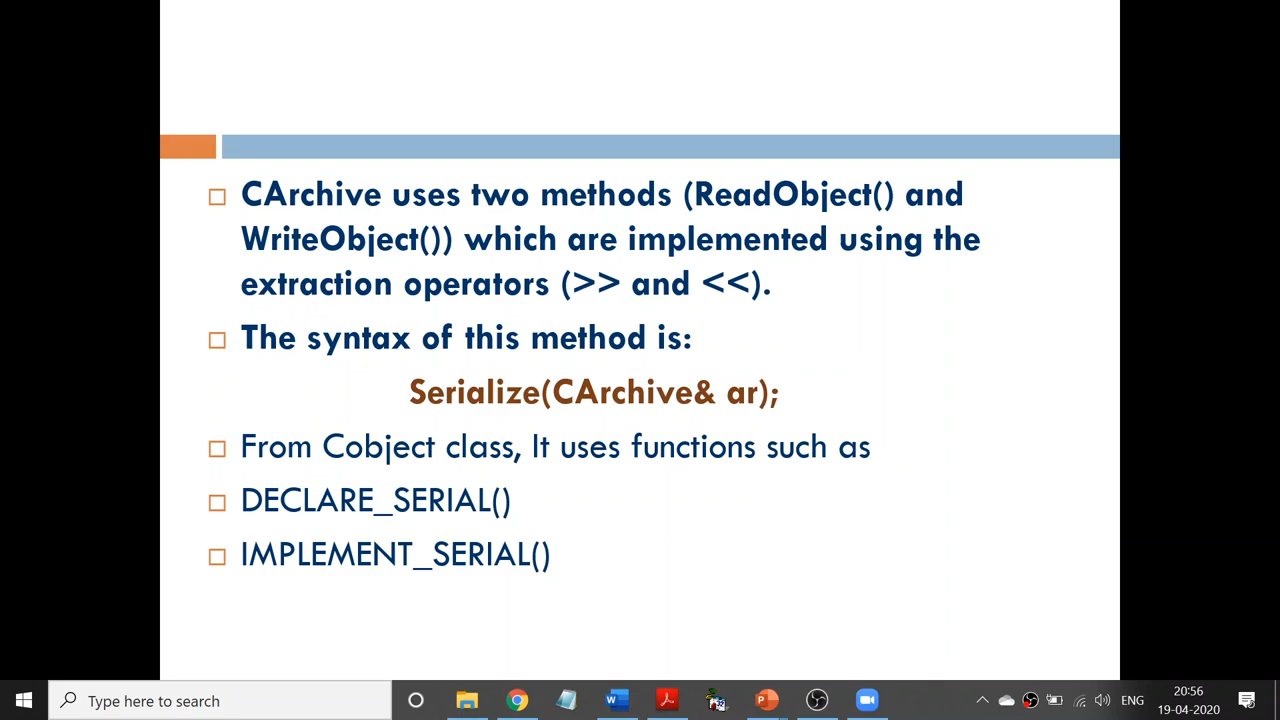 CArchive uses two methods (ReadObject() and
WriteObject()) which are implemented using the
extraction operators (>> and <<).
The syntax of this method is:
Serialize(CArchive& ar);
From Cobject class, It uses functions such as
DECLARE_SERIAL()
IMPLEMENT_SERIAL()
Type here to search
ENG
20:56
19-04-2020